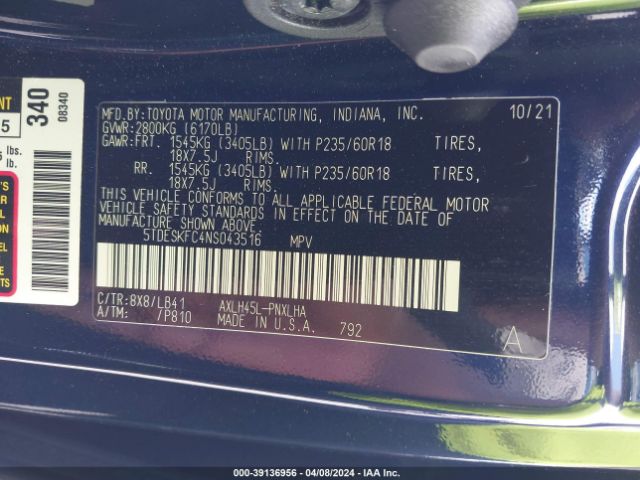 MFD.BY:TOYOTA MOTOR MANUFACTURING, INDIANA, INC. 10/21
GVWR:2800KG (6170LB)
GAWR:FRT. 1545KG (3405LB) WITH P235/60R18 TIRES,
18X7.5J RIMS.
RR. 1545KG (3405LB) WITH P235/60R18 TIRES,
18X7.5J RIMS.
THIS VEHICLE CONFORMS TO ALL APPLICABLE FEDERAL MOTOR
VEHICLE SAFETY STANDARDS IN EFFECT ON THE DATE OF
MANUFACTURE SHOWN ABOVE.
5TDESKFC4NS043516 MPV
C/TR:8X8/LB41 AXLH45L-PNXLHA
A/TM: /P810 MADE IN U.S.A. 792
A
340
08340
5
lb.
000-39136956 - 04/08/2024 - IAA Inc.